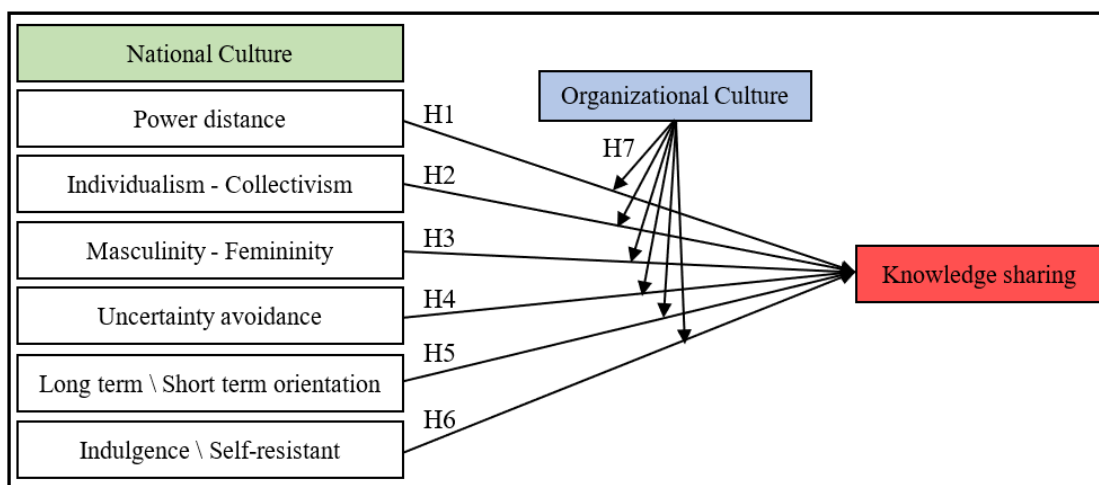 National Culture
Power distance
Individualism - Collectivism
Masculinity - Femininity
Uncertainty avoidance
Long term \ Short term orientation
Indulgence \ Self-resistant
H1
H2
H3
H4
H5
H6
Organizational Culture
H7
Knowledge sharing